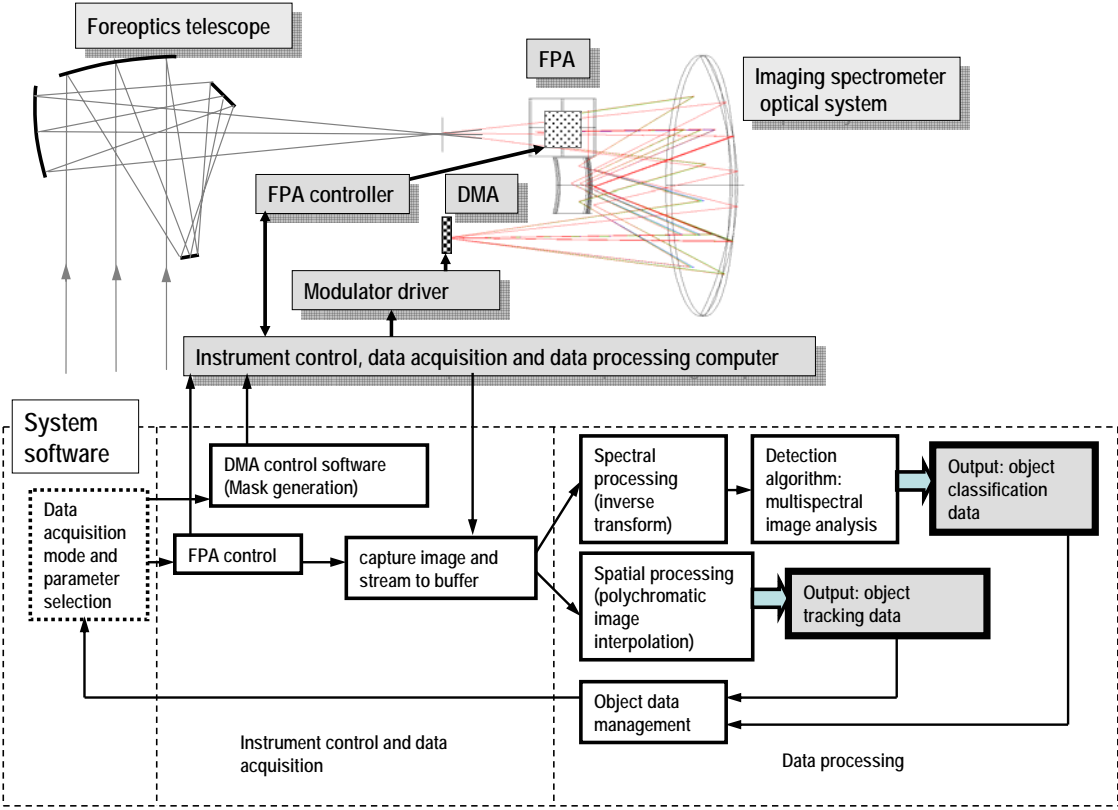 Foreoptics telescope
FPA
Imaging spectrometer
optical system
FPA controller
DMA
Modulator driver
Instrument control, data acquisition and data processing computer
System
software
DMA control software
(Mask generation)
Spectral
processing
(inverse
transform)
Detection
algorithm:
multispectral
image analysis
Output: object
classification
data
Data
acquisition
mode and
parameter
selection
FPA control
capture image and
stream to buffer
Spatial processing
(polychromatic
image
interpolation)
Output: object
tracking data
Object data
management
Instrument control and data
acquisition
Data processing